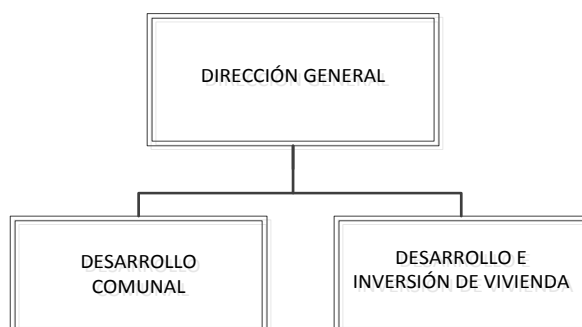 DIRECCIÓN GENERAL
DESARROLLO
COMUNAL
DESARROLLO E
INVERSIÓN DE VIVIENDA